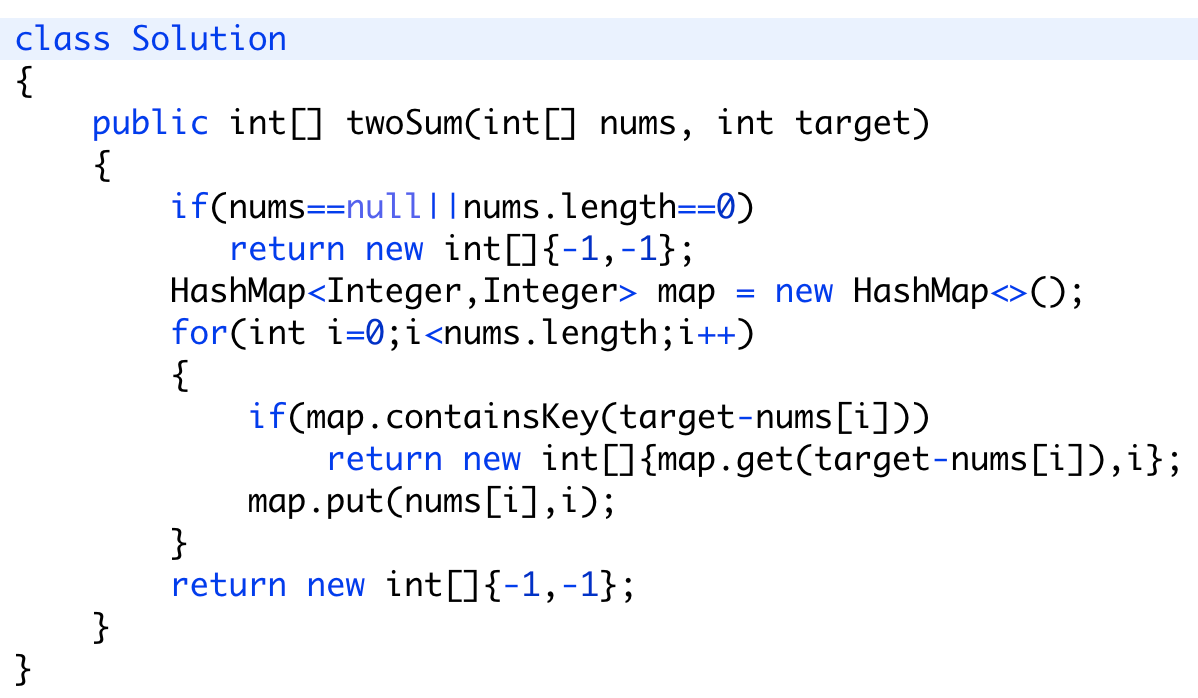 class Solution
{
    public int[] twoSum(int[] nums, int target)
    {
        if(nums==null||nums.length==0)
           return new int[]{-1,-1};
        HashMap<Integer,Integer> map = new HashMap<>();
        for(int i=0;i<nums.length;i++)
        {
            if(map.containsKey(target-nums[i]))
                return new int[]{map.get(target-nums[i]),i};
            map.put(nums[i],i);
        }
        return new int[]{-1,-1};
    }
}